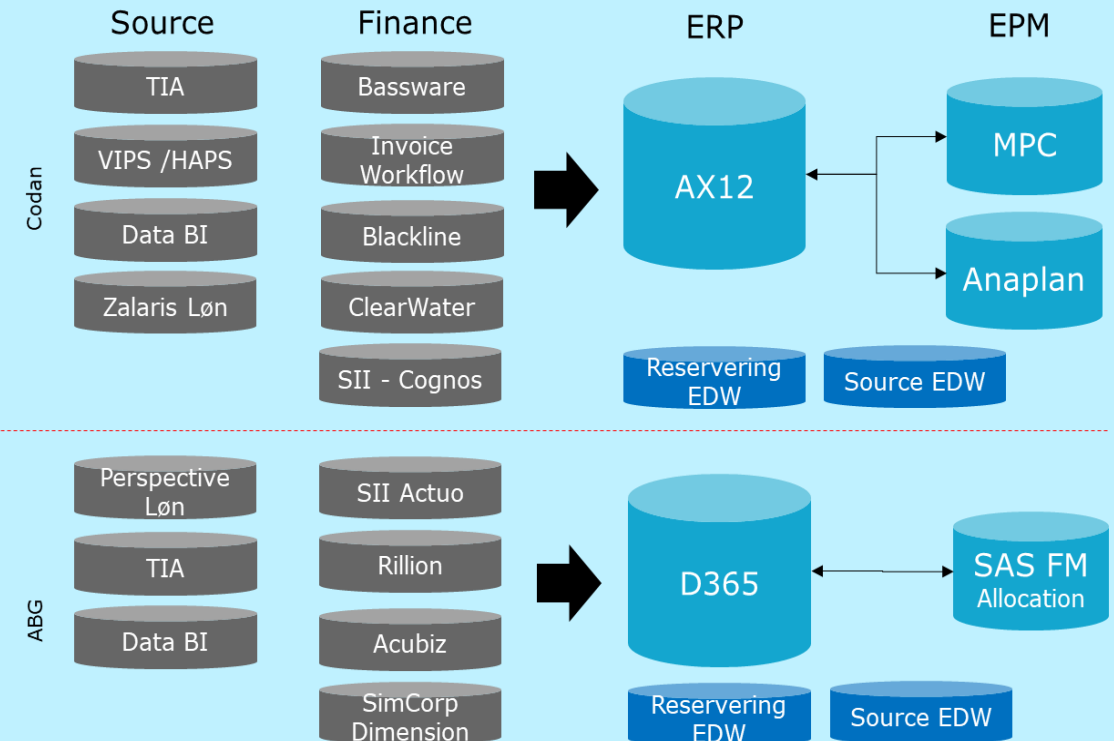 Source
Finance
ERP
EPM
Codan
TIA
VIPS /HAPS
Data BI
Zalaris Løn
Bassware
Invoice
Workflow
Blackline
ClearWater
SII - Cognos
AX12
MPC
Anaplan
Reservering
EDW
Source EDW
ABG
Perspective
Løn
TIA
Data BI
SII Actuo
Rillion
Acubiz
SimCorp
Dimension
D365
SAS FM
Allocation
Reservering
EDW
Source EDW